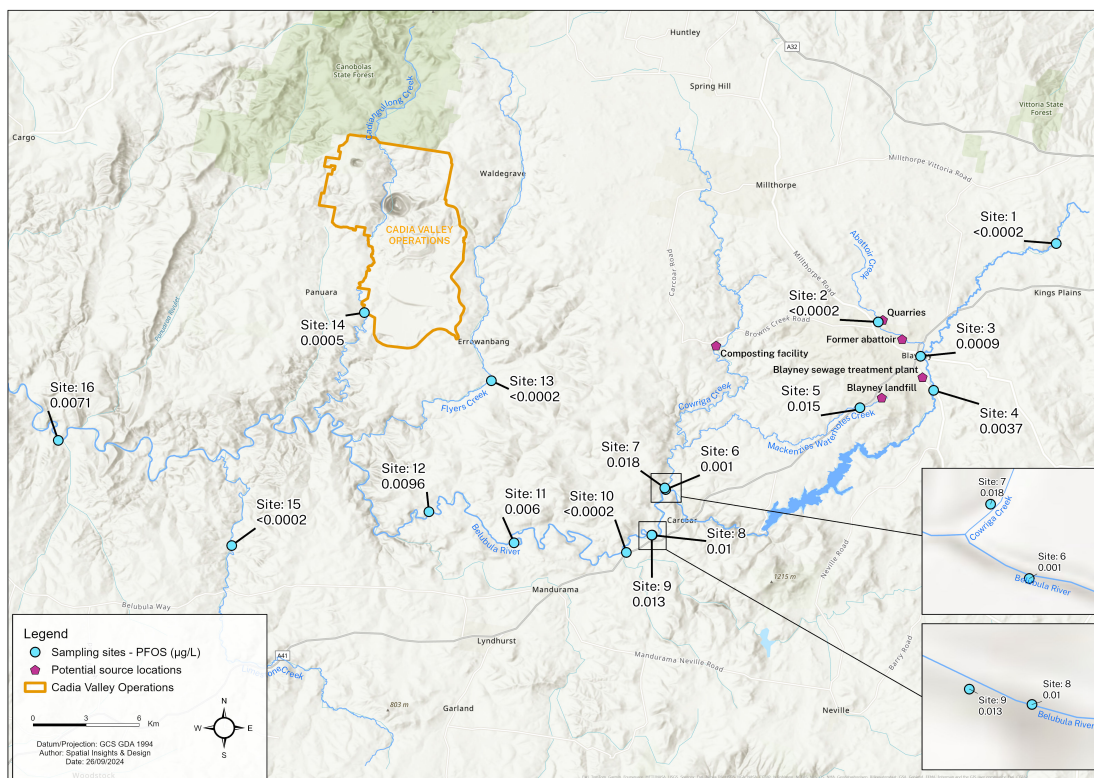 Huntley
A32
Canobolas
State Forest
Spring Hill
Vittoria State
Forest
Cargo
Cadiangullong Creek
Millthorpe Vittoria Road
Waldegrave
Millthorpe
Site: 1
<0.0002
CADIA VALLEY
OPERATIONS
Abattoir
Creek
Carcoar Road
Millthorpe Road
Panuara
Kings Plains
Site: 2
<0.0002
Quarries
Browns Creek Road
Site: 14
0.0005
Errowanbang
Former abattoir
Site: 3
0.0009
Composting facility
Blayney sewage treatment plant
Blayney landfill
Site: 13
<0.0002
Site: 5
0.015
Site: 16
0.0071
Flyers Creek
Cowriga Creek
Site: 4
0.0037
Mackenzies Waterholes Creek
Site: 7
0.018
Site: 6
0.001
Site: 12
0.0096
Site: 11
0.006
Site: 10
<0.0002
Site: 15
<0.0002
Carcoar
Belubula
River
Site: 8
0.01
Neville Road
Site: 9
0.013
1215 m
Mandurama
Belubula Way
Lyndhurst
Mandurama Neville Road
Barry Road
A41
803 m
Garland
Neville
Site: 7
0.018
Cowriga Creek
Site: 6
0.001
Belubula River
Site: 8
0.01
Site: 9
0.013
Belubula River
Legend
Sampling sites - PFOS (µg/L)
Potential source locations
Cadia Valley Operations
0 3 6 Km
N
W E
S
Datum/Projection: GCS GDA 1994
Author: Spatial Insights & Design
Date: 26/09/2024
Woodstock